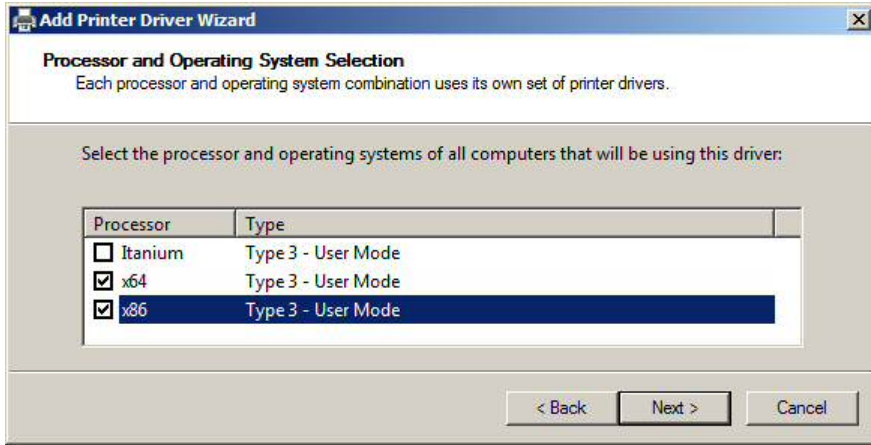 Add Printer Driver Wizard
Processor and Operating System Selection
Each processor and operating system combination uses its own set of printer drivers.
Select the processor and operating systems of all computers that will be using this driver:
Processor Type
Itanium Type 3 - User Mode
x64 Type 3 - User Mode
x86 Type 3 - User Mode
< Back Next > Cancel